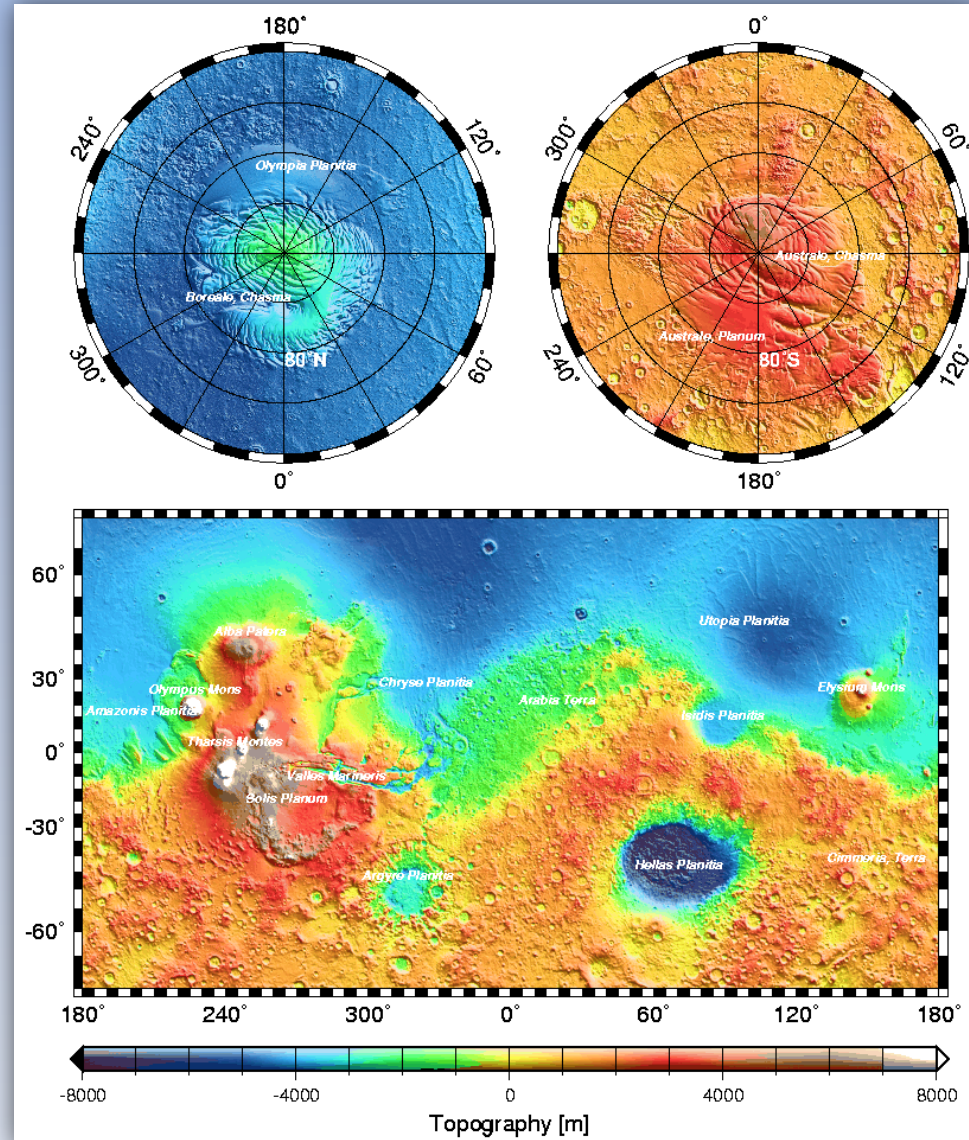 180°
0°
240°
120°
300°
60°
Olympia Planitia
Australe, Chasma
Boreale, Chasma
Australe, Planum
80°N
80°S
300°
60°
240°
120°
0°
180°
60°
Utopia Planitia
Alba Patera
30°
Chryse Planitia
Olympus Mons
Elysium Mons
Arabia Terra
Amazonis Planitia
Isidis Planitia
Tharsis Montes
0°
Valles Marineris
Solis Planum
-30°
Cimmeria, Terra
Hellas Planitia
Argyre Planitia
-60°
180° 240° 300° 0° 60° 120° 180°
-8000 -4000 0 4000 8000
Topography [m]